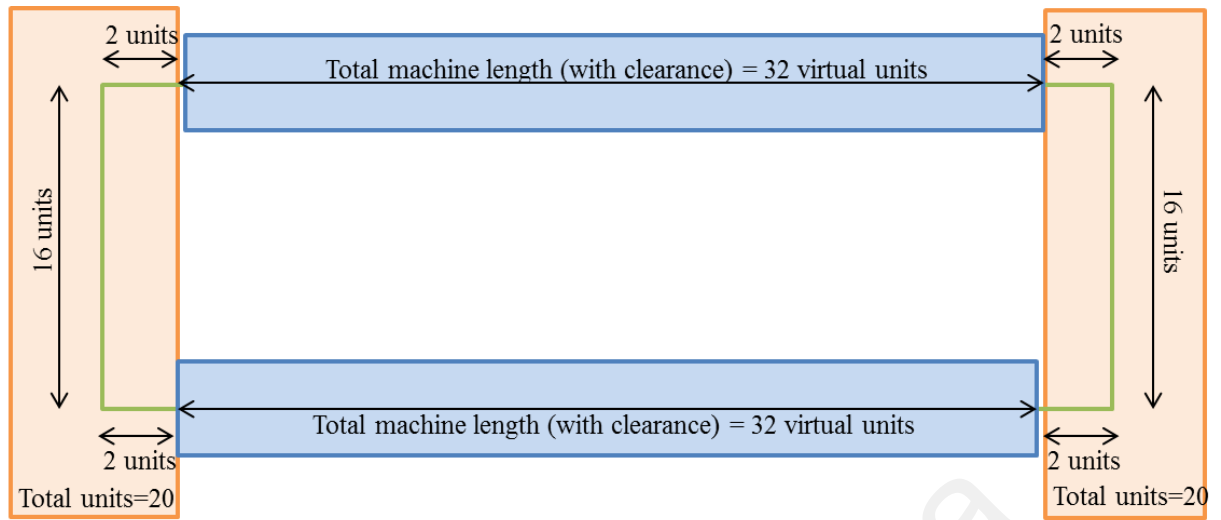 2 units
2 units
Total machine length (with clearance) = 32 virtual units
16 units
16 units
Total machine length (with clearance) = 32 virtual units
2 units
2 units
Total units=20
Total units=20